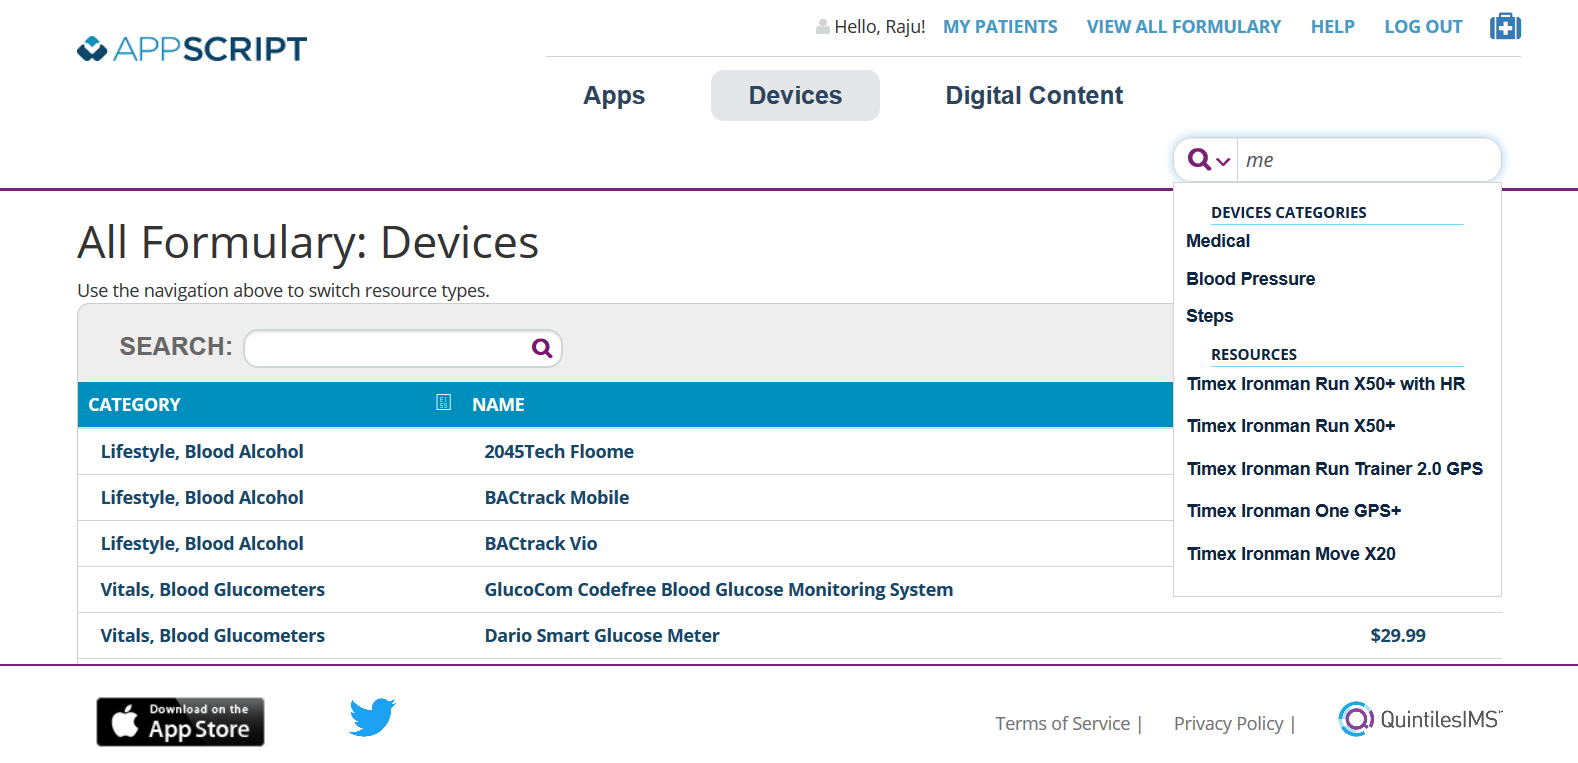 Hello, Raju! MY PATIENTS VIEW ALL FORMULARY HELP LOG OUT
APPSCRIPT
Apps Devices Digital Content
me
DEVICES CATEGORIES
Medical
Blood Pressure
Steps
RESOURCES
Timex Ironman Run X50+ with HR
Timex Ironman Run X50+
Timex Ironman Run Trainer 2.0 GPS
Timex Ironman One GPS+
Timex Ironman Move X20
All Formulary: Devices
Use the navigation above to switch resource types.
SEARCH:
CATEGORY NAME
Lifestyle, Blood Alcohol 2045Tech Floome
Lifestyle, Blood Alcohol BACtrack Mobile
Lifestyle, Blood Alcohol BACtrack Vio
Vitals, Blood Glucometers GlucoCom Codefree Blood Glucose Monitoring System
Vitals, Blood Glucometers Dario Smart Glucose Meter $29.99
Download on the
App Store
Terms of Service | Privacy Policy | QuintilesIMS™